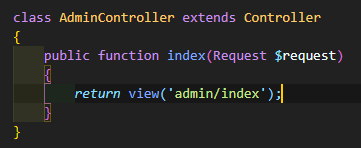 class AdminController extends Controller
{
    public function index(Request $request)
    {
        return view('admin/index');
    }
}